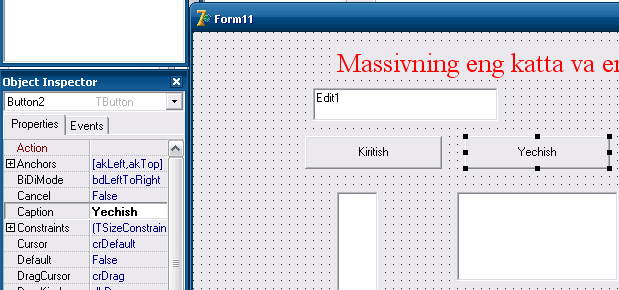 Form11
Massivning eng katta va
Edit1
Kiritish
Yechish
Object Inspector
Button2 TButton
Properties Events
Action
Anchors [akLeft,akTop]
BiDiMode bdLeftToRight
Cancel False
Caption Yechish
Constraints (TSizeConstrain
Cursor crDefault
Default False
DragCursor crDrag